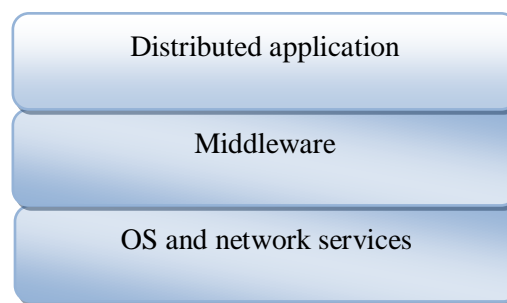 Distributed application
Middleware
OS and network services